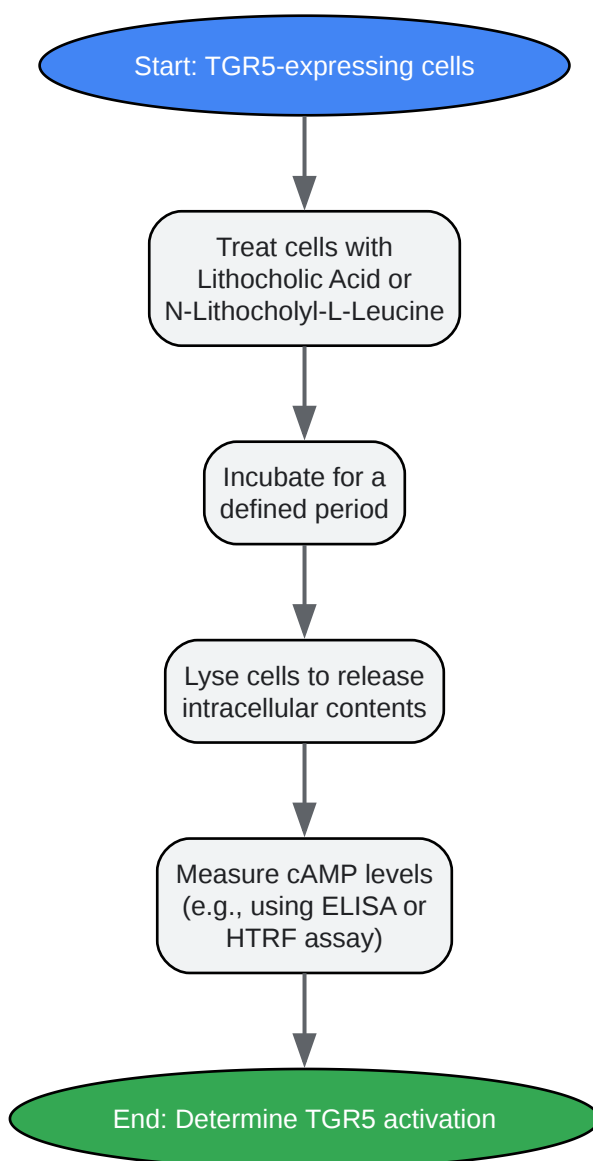 Start: TGR5-expressing cells
Treat cells with
Lithocholic Acid or
N-Lithocholyl-L-Leucine
Incubate for a
defined period
Lyse cells to release
intracellular contents
Measure cAMP levels
(e.g., using ELISA or
HTRF assay)
End: Determine TGR5 activation